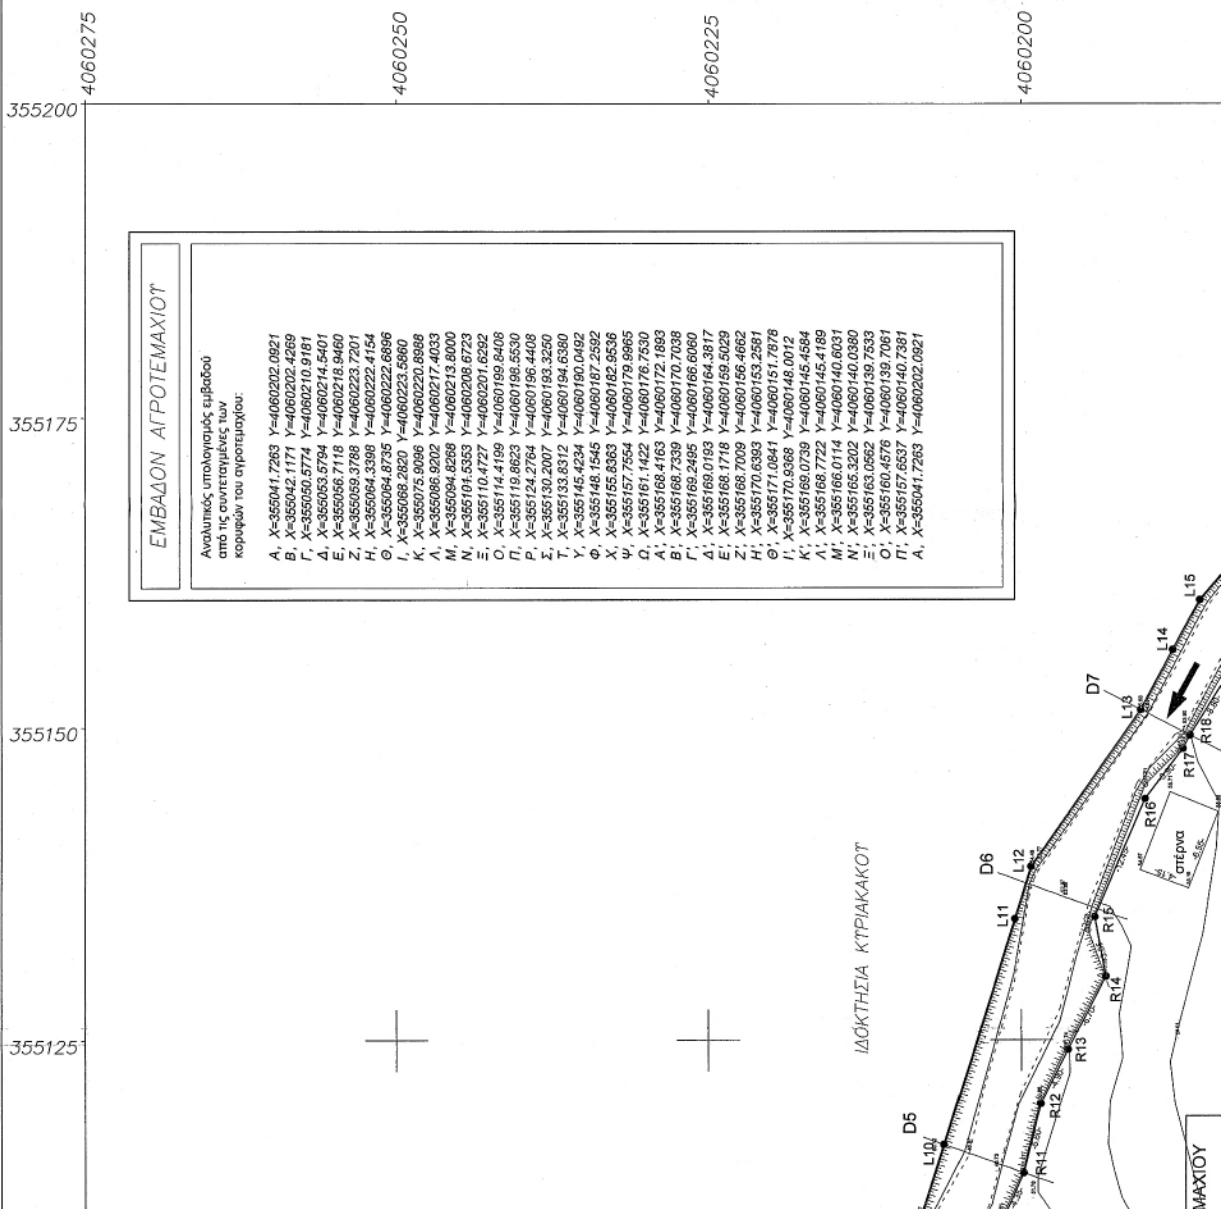 4060275
4060250
4060225
4060200
355200
355175
355150
355125
ΕΜΒΑΔΟΝ ΑΓΡΟΤΕΜΑΧΙΟΥ
Αναλυτικός υπολογισμός εμβαδού
από τις συντεταγμένες των
κορυφών του αγροτεμαχίου:
Α, X=355041.7263 Y=4060202.0921
Β, X=355042.1171 Y=4060202.4269
Γ, X=355050.5774 Y=4060210.9181
Δ, X=355053.5794 Y=4060214.5401
Ε, X=355056.7118 Y=4060218.9460
Ζ, X=355059.3788 Y=4060223.7201
Η, X=355064.3398 Y=4060222.4154
Θ, X=355064.8735 Y=4060222.6896
Ι, X=355068.2820 Y=4060223.5860
Κ, X=355075.9096 Y=4060220.8988
Λ, X=355086.9202 Y=4060217.4033
Μ, X=355094.8268 Y=4060213.8000
Ν, X=355101.5353 Y=4060208.6723
Ξ, X=355110.4727 Y=4060201.6292
Ο, X=355114.4199 Y=4060199.8408
Π, X=355119.8623 Y=4060198.5530
Ρ, X=355124.2764 Y=4060196.4408
Σ, X=355130.2007 Y=4060193.3250
Τ, X=355133.8312 Y=4060194.6380
Υ, X=355145.4234 Y=4060190.0492
Φ, X=355148.1545 Y=4060187.2592
Χ, X=355155.8363 Y=4060182.8536
Ψ, X=355157.7554 Y=4060179.9965
Ω, X=355161.1422 Y=4060176.7530
Α', X=355168.4163 Y=4060172.1893
Β', X=355168.7339 Y=4060170.7038
Γ', X=355169.2495 Y=4060166.6060
Δ', X=355169.0193 Y=4060164.3817
Ε', X=355168.1718 Y=4060159.5029
Ζ', X=355168.7009 Y=4060156.4662
Η', X=355170.6393 Y=4060153.2581
Θ', X=355171.0841 Y=4060151.7878
Ι', X=355170.9368 Y=4060148.0012
Κ', X=355169.0739 Y=4060145.4584
Λ', X=355168.7722 Y=4060145.4189
Μ', X=355166.0114 Y=4060140.6031
Ν', X=355165.3202 Y=4060140.0380
Ξ', X=355163.0562 Y=4060139.7533
Ο', X=355160.4576 Y=4060139.7061
Π', X=355157.6537 Y=4060140.7381
Α, X=355041.7263 Y=4060202.0921
ΙΔΟΚΤΗΣΙΑ ΚΥΡΙΑΚΑΚΟΥ
L15
L14
D7
L13
R18
R17
R16
στέρνα
D6
L12
L11
R15
R14
R13
R12
D5
L10
R11
ΜΑΧΙΟΥ